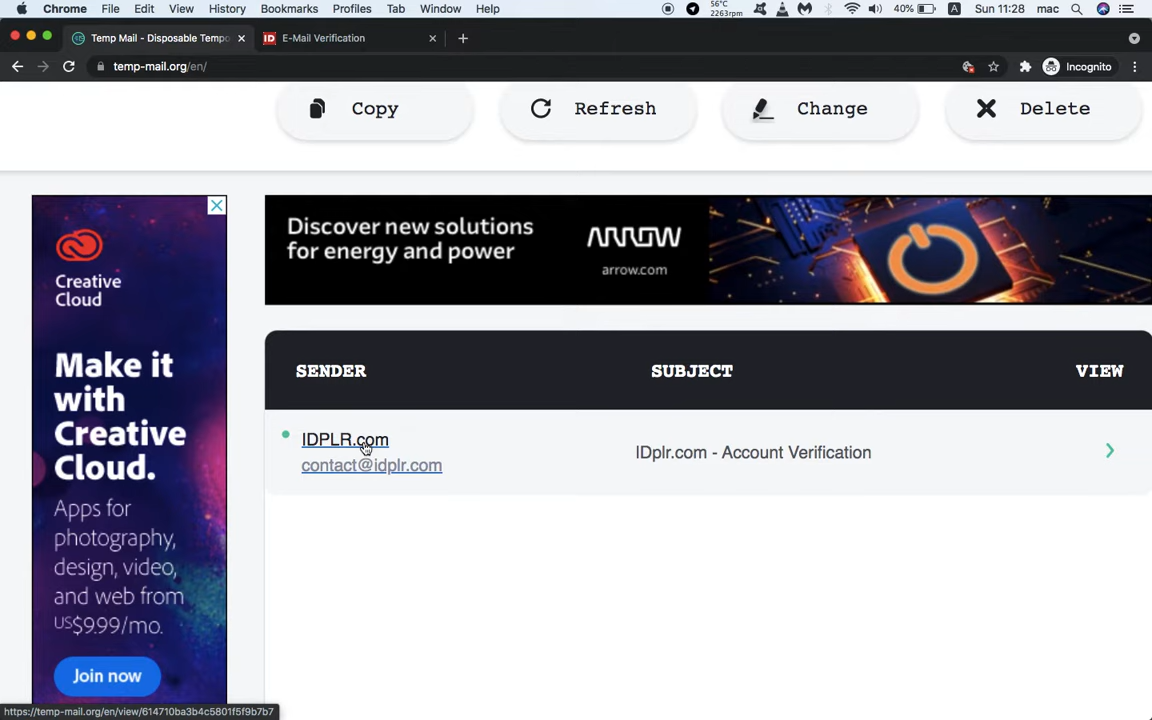 Chrome File Edit View History Bookmarks Profiles Tab Window Help 56°C 2263rpm 40% A Sun 11:28 mac
Temp Mail - Disposable Tempo E-Mail Verification
temp-mail.org/en/ Incognito
Copy Refresh Change Delete
Discover new solutions
for energy and power
ARROW
arrow.com
Creative
Cloud
Make it
with
Creative
Cloud.
Apps for
photography,
design, video,
and web from
US$9.99/mo.
Join now
SENDER SUBJECT VIEW
IDPLR.com
contact@idplr.com
IDplr.com - Account Verification
https://temp-mail.org/en/view/614710ba3b4c5801f5f9b7b7